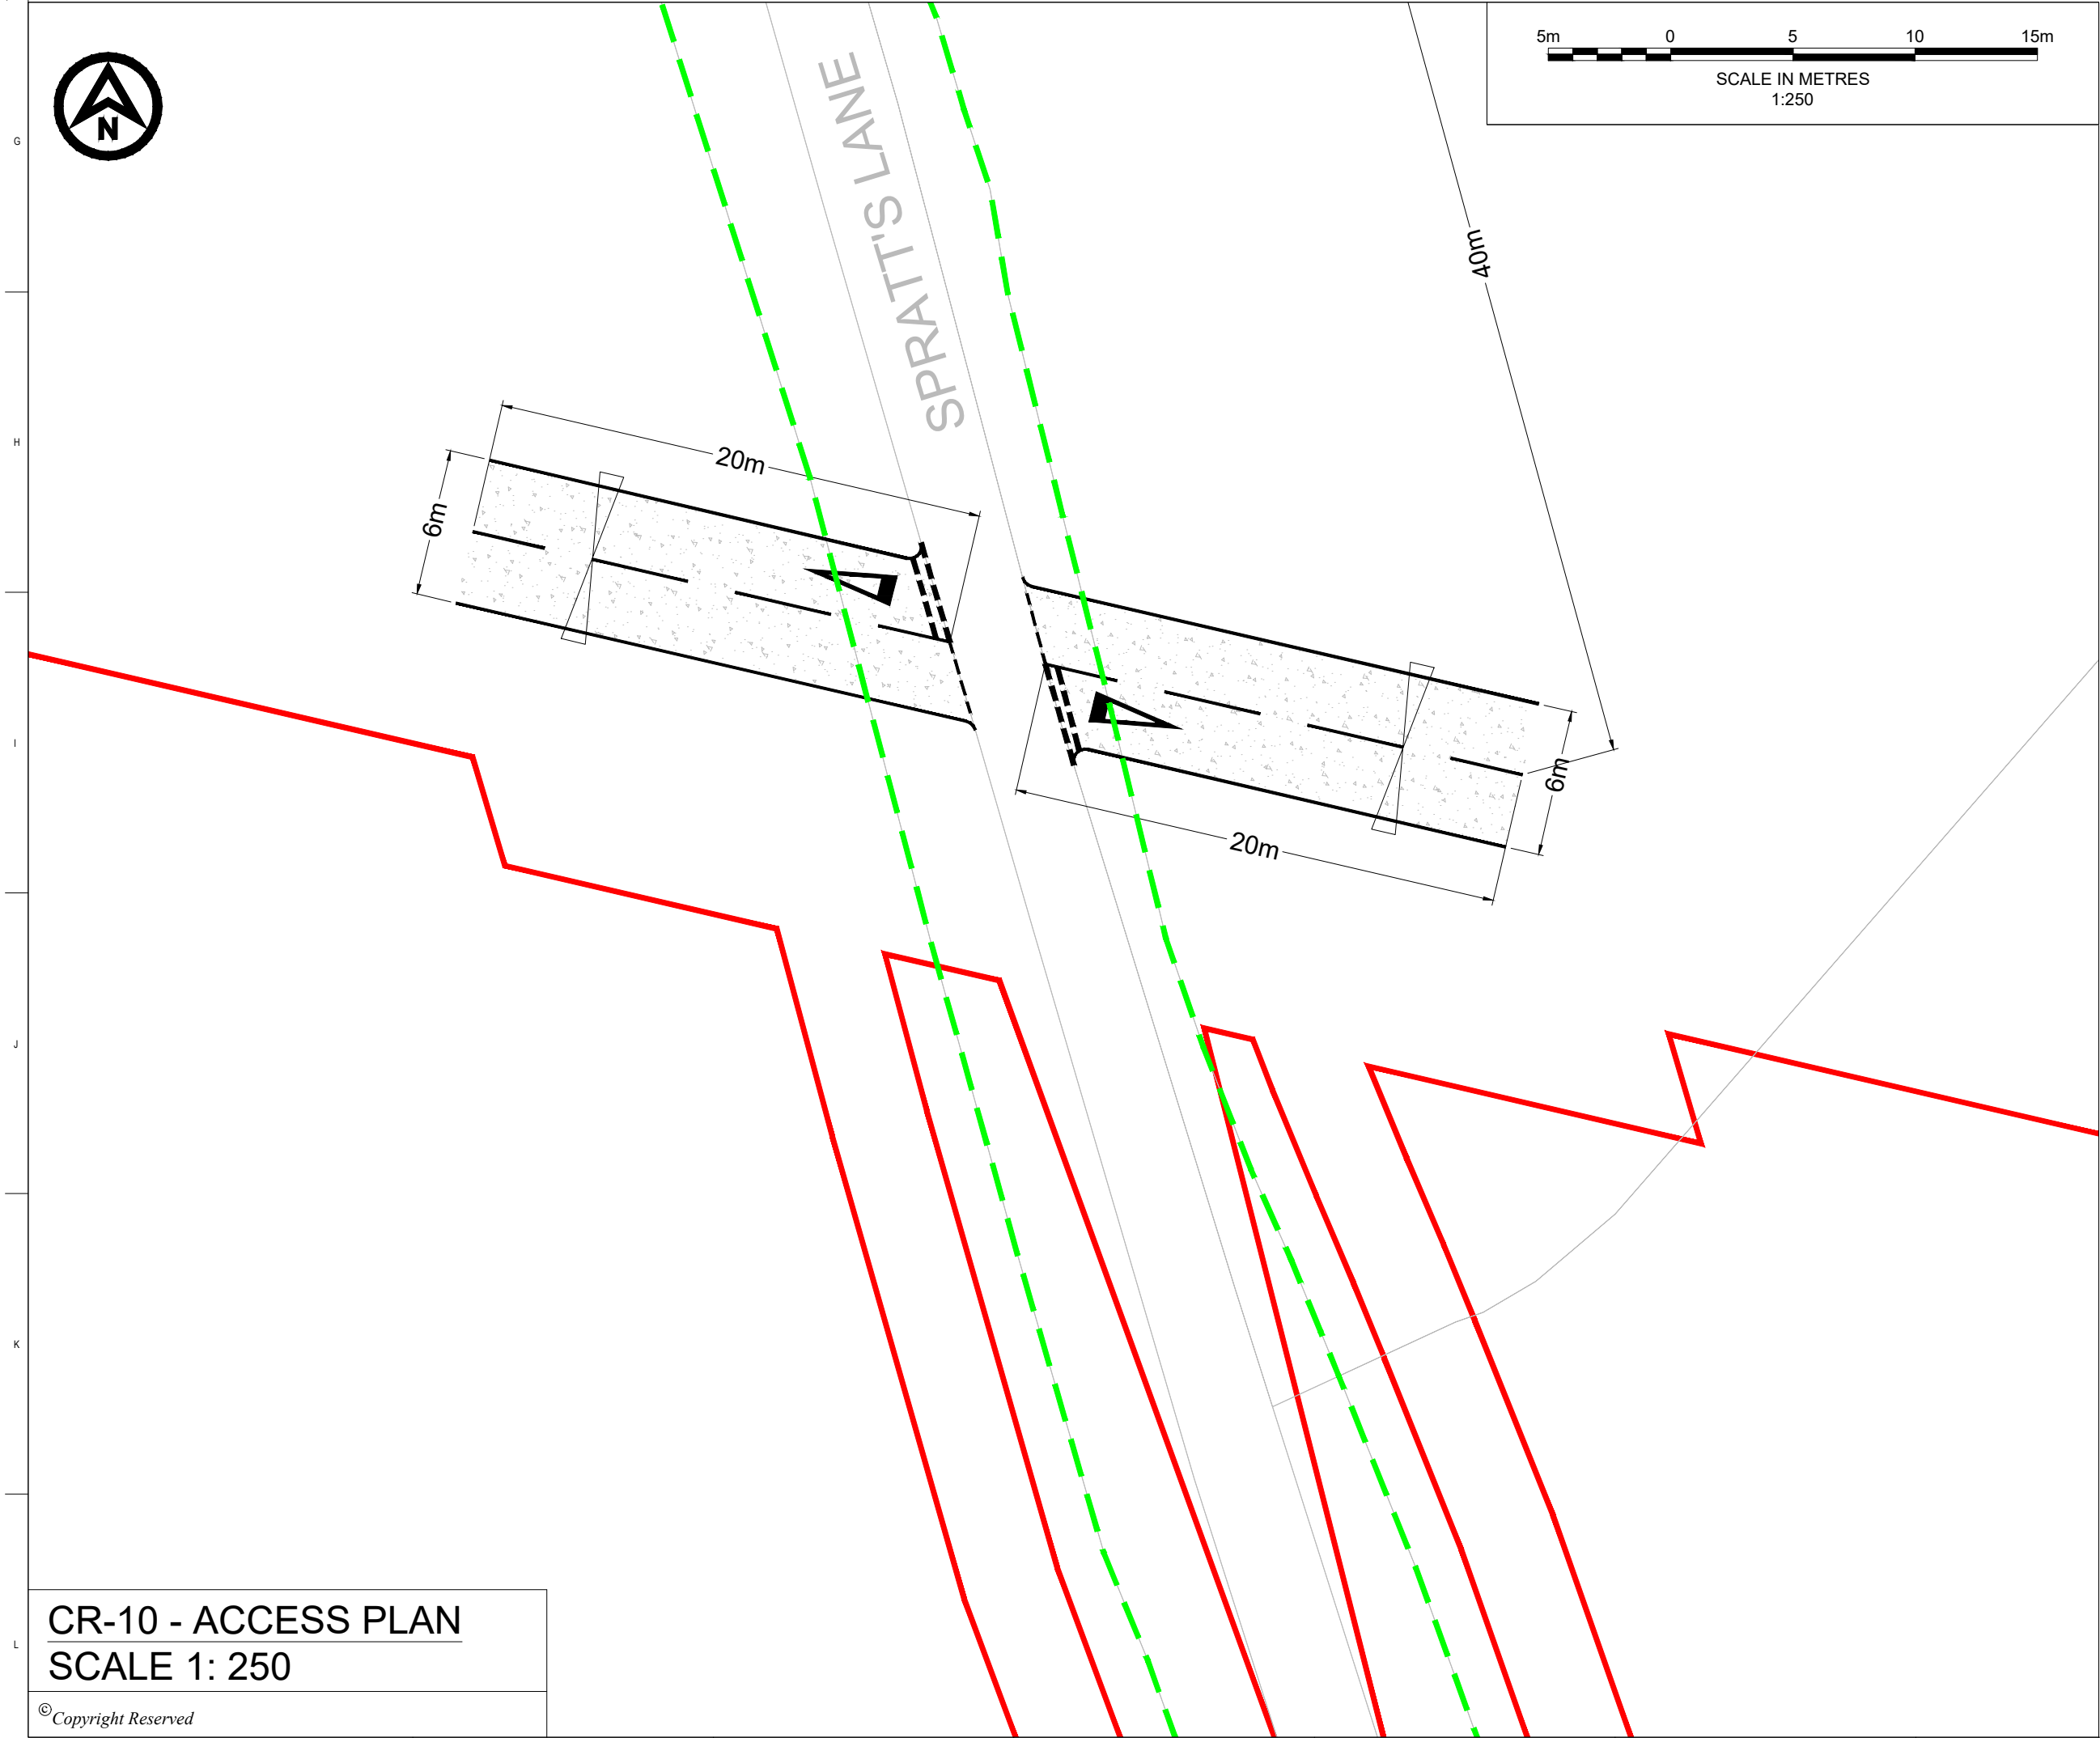 5m 0 5 10 15m
SCALE IN METRES
1:250
N
G
SPRATT'S LANE
40m
H
20m
6m
I
6m
20m
J
K
L
CR-10 - ACCESS PLAN
SCALE 1: 250
© Copyright Reserved